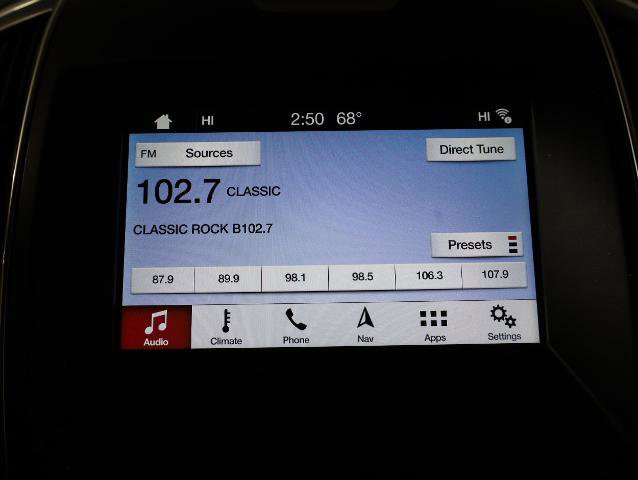 HI 2:50 68° HI
FM Sources Direct Tune
102.7 CLASSIC
CLASSIC ROCK B102.7
Presets
87.9 89.9 98.1 98.5 106.3 107.9
Audio Climate Phone Nav Apps Settings